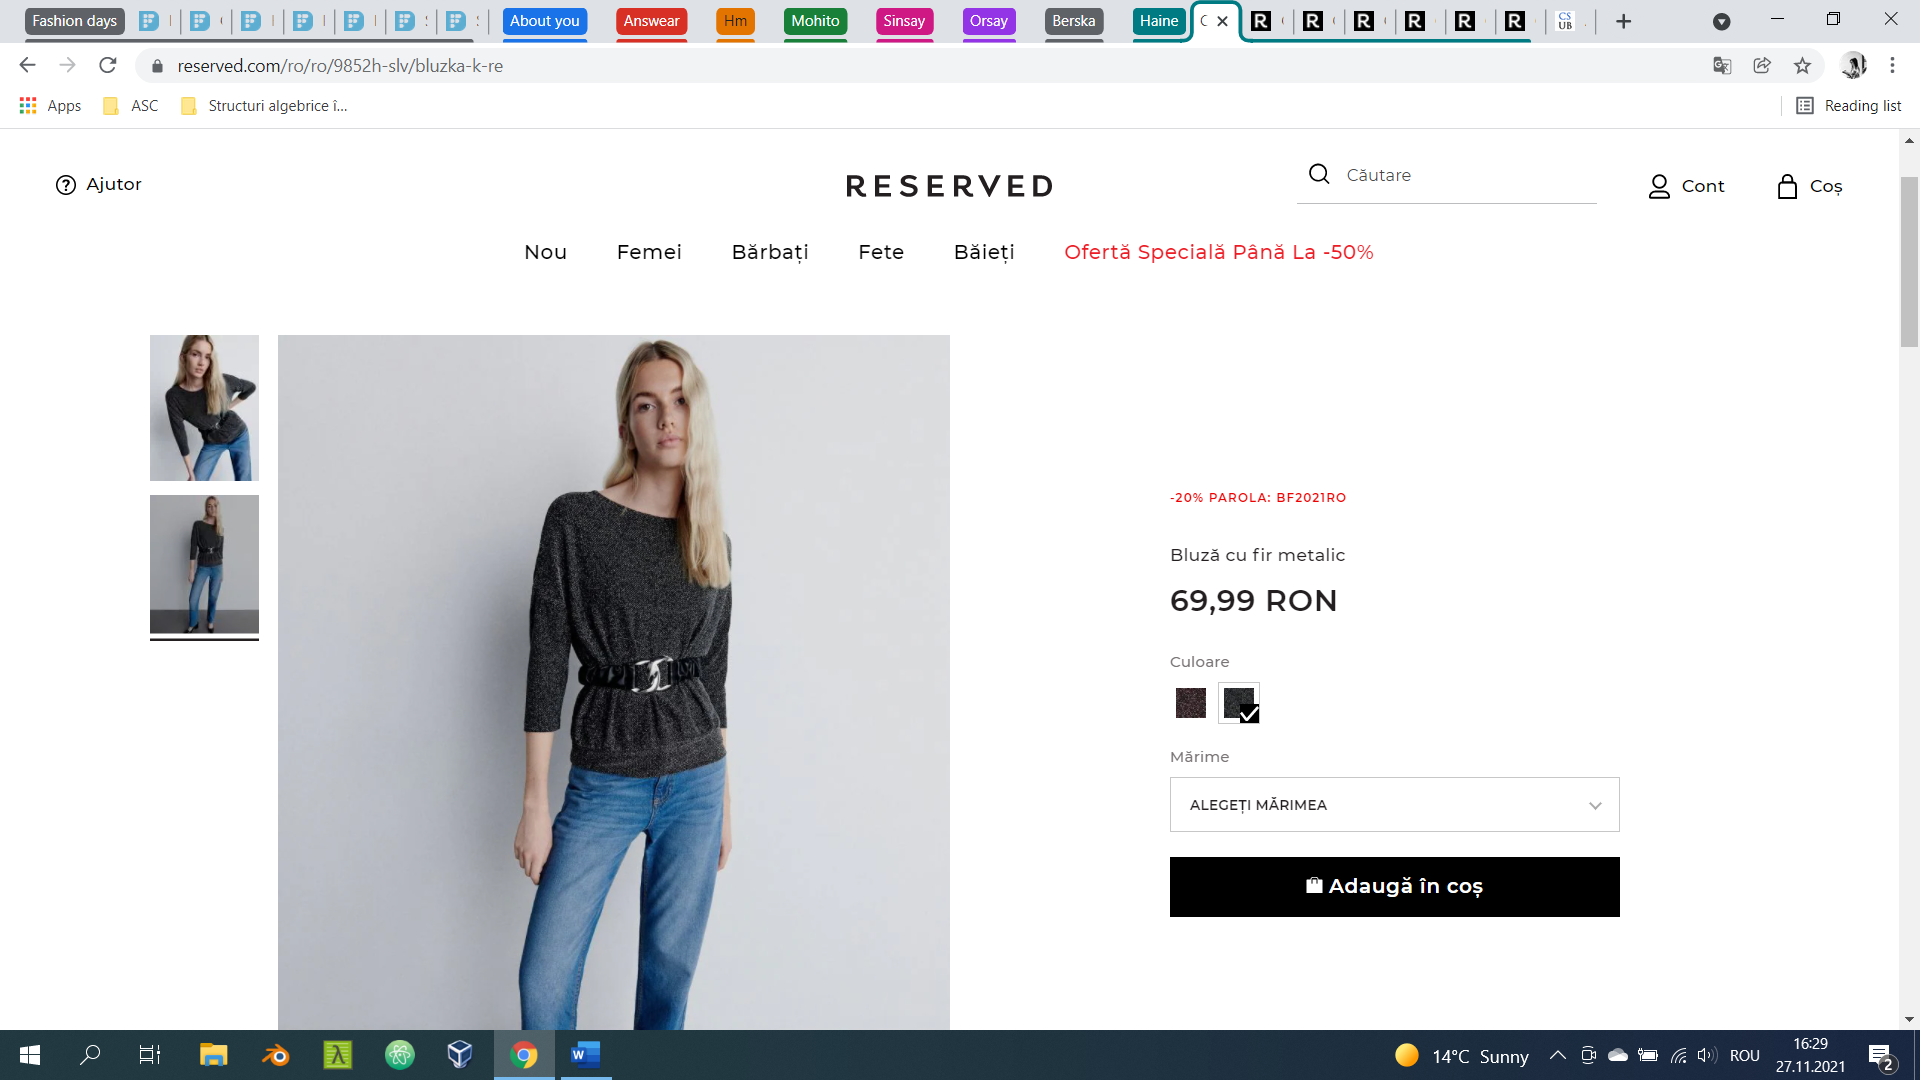 Fashion days
About you
Answear
Hm
Mohito
Sinsay
Orsay
Berska
Haine
reserved.com/ro/ro/9852h-slv/bluzka-k-re
Apps
ASC
Structuri algebrice î...
Reading list
Ajutor
RESERVED
Căutare
Cont
Coș
Nou
Femei
Bărbați
Fete
Băieți
Ofertă Specială Până La -50%
-20% PAROLA: BF2021RO
Bluză cu fir metalic
69,99 RON
Culoare
Mărime
ALEGEȚI MĂRIMEA
Adaugă în coș
14°C Sunny
ROU
16:29
27.11.2021
2